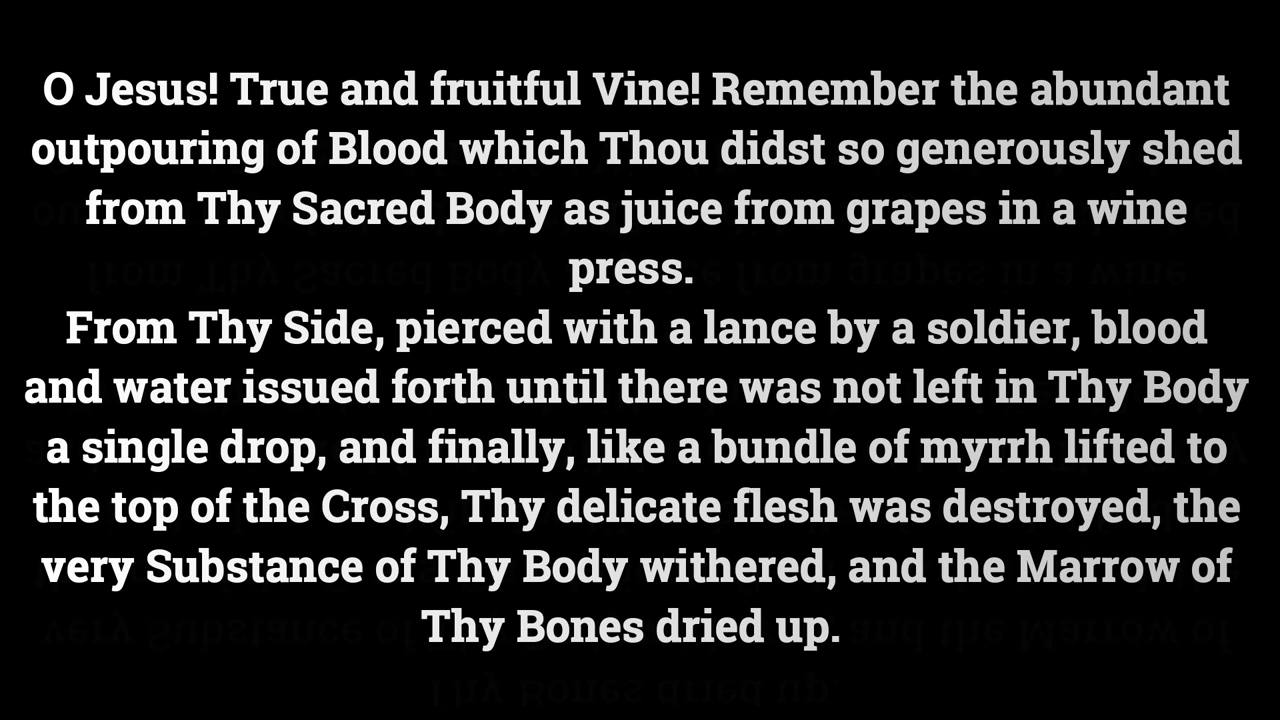 O Jesus! True and fruitful Vine! Remember the abundant
outpouring of Blood which Thou didst so generously shed
from Thy Sacred Body as juice from grapes in a wine
press.
From Thy Side, pierced with a lance by a soldier, blood
and water issued forth until there was not left in Thy Body
a single drop, and finally, like a bundle of myrrh lifted to
the top of the Cross, Thy delicate flesh was destroyed, the
very Substance of Thy Body withered, and the Marrow of
Thy Bones dried up.